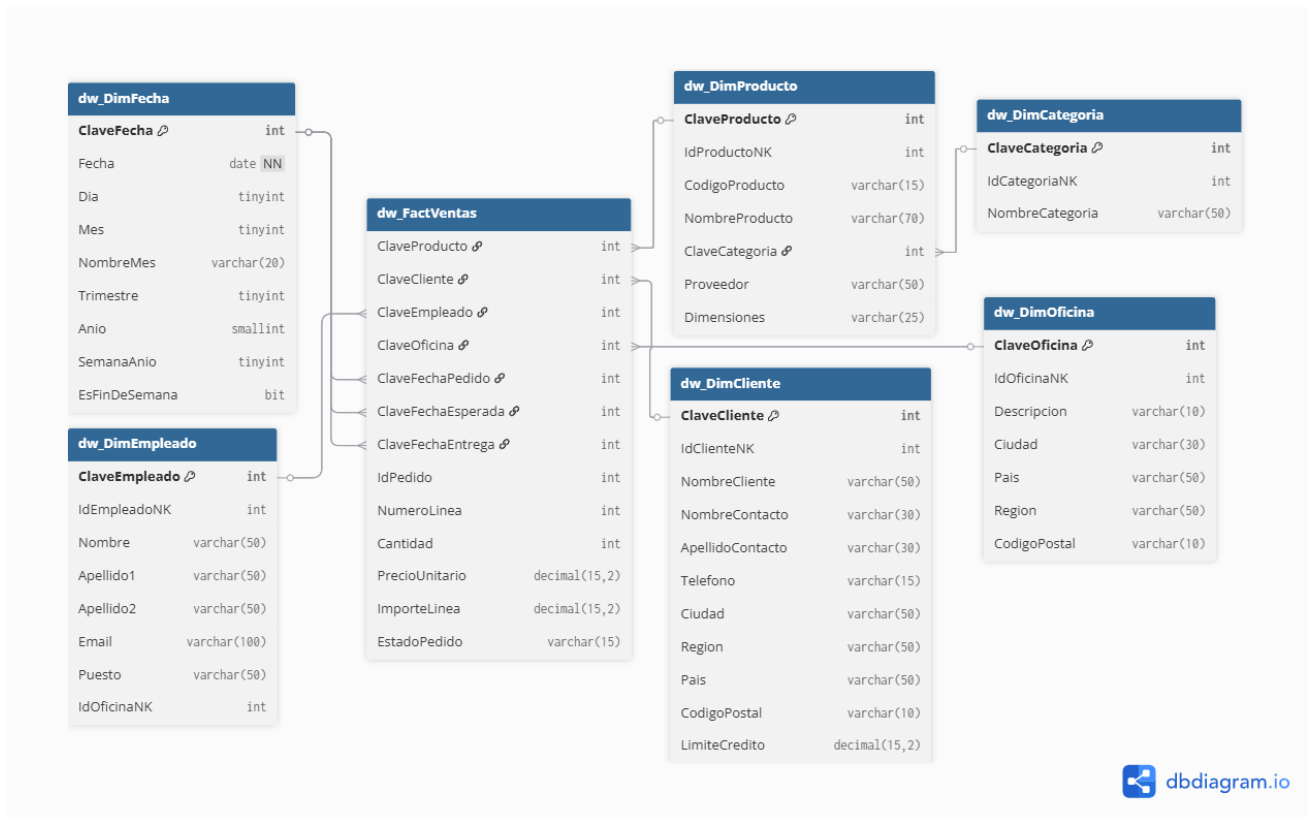 dw_DimFecha
ClaveFecha int
Fecha date NN
Dia tinyint
Mes tinyint
NombreMes varchar(20)
Trimestre tinyint
Anio smallint
SemanaAnio tinyint
EsFinDeSemana bit
dw_DimEmpleado
ClaveEmpleado int
IdEmpleadoNK int
Nombre varchar(50)
Apellido1 varchar(50)
Apellido2 varchar(50)
Email varchar(100)
Puesto varchar(50)
IdOficinaNK int
dw_FactVentas
ClaveProducto int
ClaveCliente int
ClaveEmpleado int
ClaveOficina int
ClaveFechaPedido int
ClaveFechaEsperada int
ClaveFechaEntrega int
IdPedido int
NumeroLinea int
Cantidad int
PrecioUnitario decimal(15,2)
ImporteLinea decimal(15,2)
EstadoPedido varchar(15)
dw_DimProducto
ClaveProducto int
IdProductoNK int
CodigoProducto varchar(15)
NombreProducto varchar(70)
ClaveCategoria int
Proveedor varchar(50)
Dimensiones varchar(25)
dw_DimCliente
ClaveCliente int
IdClienteNK int
NombreCliente varchar(50)
NombreContacto varchar(30)
ApellidoContacto varchar(30)
Telefono varchar(15)
Ciudad varchar(50)
Region varchar(50)
Pais varchar(50)
CodigoPostal varchar(10)
LimiteCredito decimal(15,2)
dw_DimCategoria
ClaveCategoria int
IdCategoriaNK int
NombreCategoria varchar(50)
dw_DimOficina
ClaveOficina int
IdOficinaNK int
Descripcion varchar(10)
Ciudad varchar(30)
Pais varchar(50)
Region varchar(50)
CodigoPostal varchar(10)
dbdiagram.io